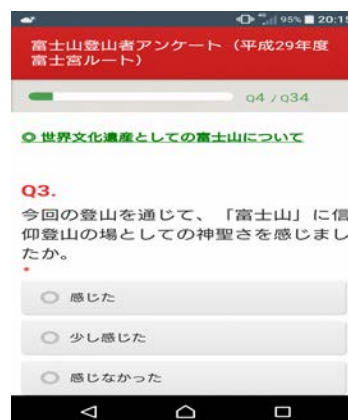 95% 20:15
富士山登山者アンケート（平成29年度
富士宮ルート）
Q4 / Q34
◎ 世界文化遺産としての富士山について
Q3.
今回の登山を通じて、「富士山」に信
仰登山の場としての神聖さを感じまし
たか。
*
感じた
少し感じた
感じなかった